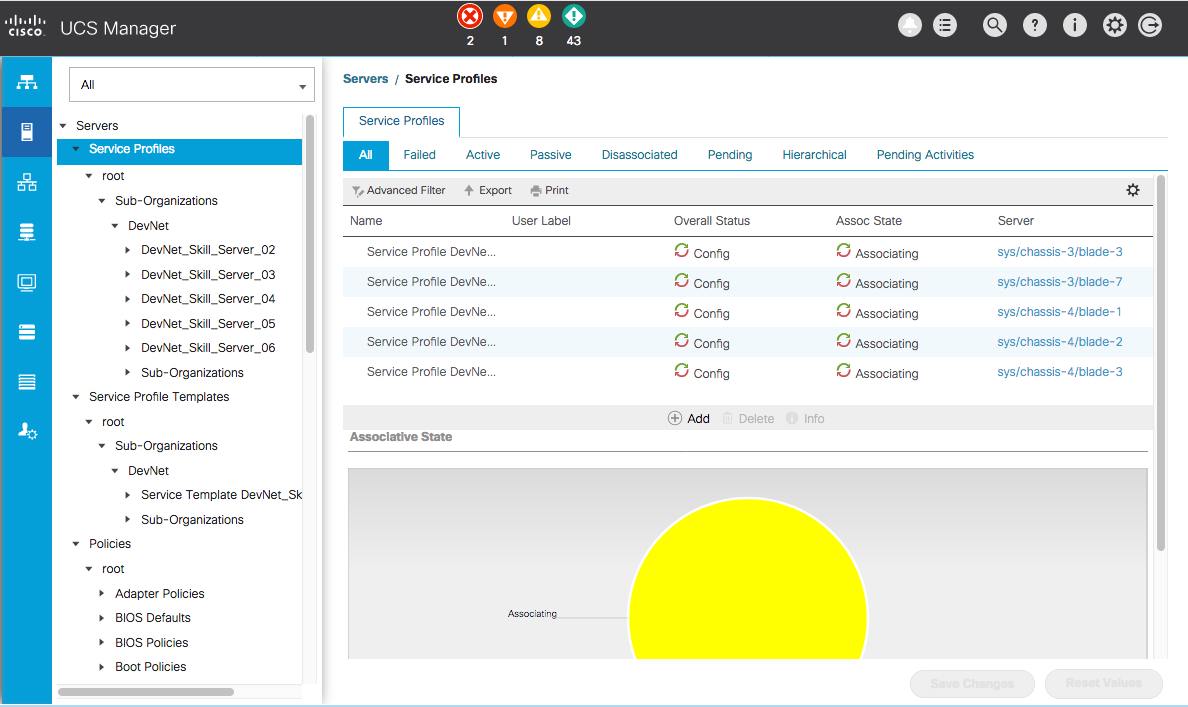 CISCO UCS Manager
2 1 8 43
All
Servers
Service Profiles
root
Sub-Organizations
DevNet
DevNet_Skill_Server_02
DevNet_Skill_Server_03
DevNet_Skill_Server_04
DevNet_Skill_Server_05
DevNet_Skill_Server_06
Sub-Organizations
Service Profile Templates
root
Sub-Organizations
DevNet
Service Template DevNet_Sk
Sub-Organizations
Policies
root
Adapter Policies
BIOS Defaults
BIOS Policies
Boot Policies
Servers / Service Profiles
Service Profiles
All Failed Active Passive Disassociated Pending Hierarchical Pending Activities
Advanced Filter Export Print
Name User Label Overall Status Assoc State Server
Service Profile DevNe... Config Associating sys/chassis-3/blade-3
Service Profile DevNe... Config Associating sys/chassis-3/blade-7
Service Profile DevNe... Config Associating sys/chassis-4/blade-1
Service Profile DevNe... Config Associating sys/chassis-4/blade-2
Service Profile DevNe... Config Associating sys/chassis-4/blade-3
Add Delete Info
Associative State
Associating
Save Changes Reset Values